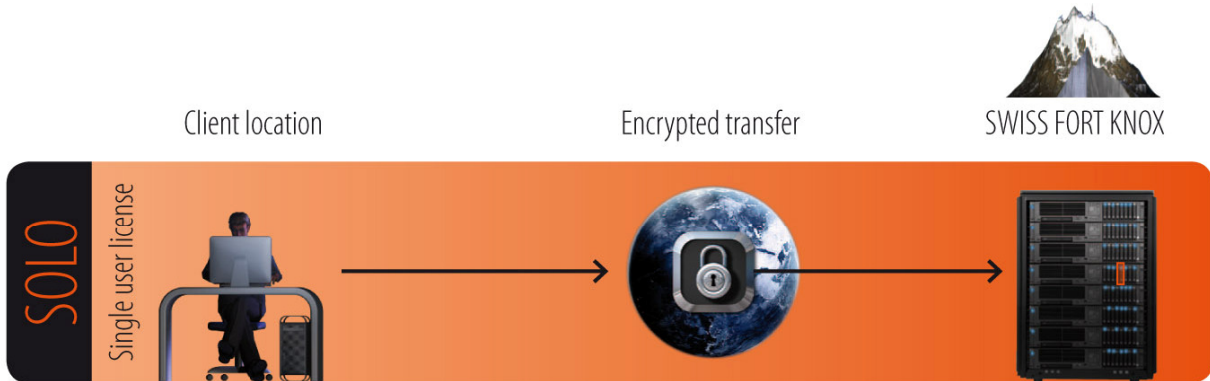 Client location
Encrypted transfer
SWISS FORT KNOX
SOLO
Single user license